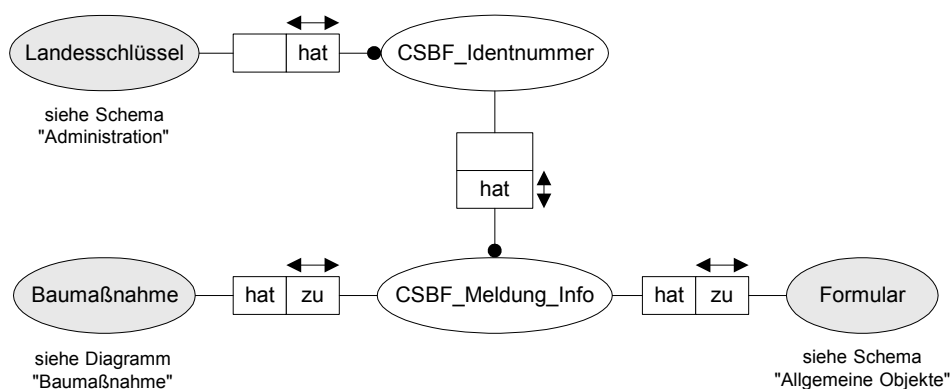 Landesschlüssel
hat
CSBF_Identnummer
siehe Schema
"Administration"
hat
Baumaßnahme
hat
zu
CSBF_Meldung_Info
hat
zu
Formular
siehe Diagramm
"Baumaßnahme"
siehe Schema
"Allgemeine Objekte"